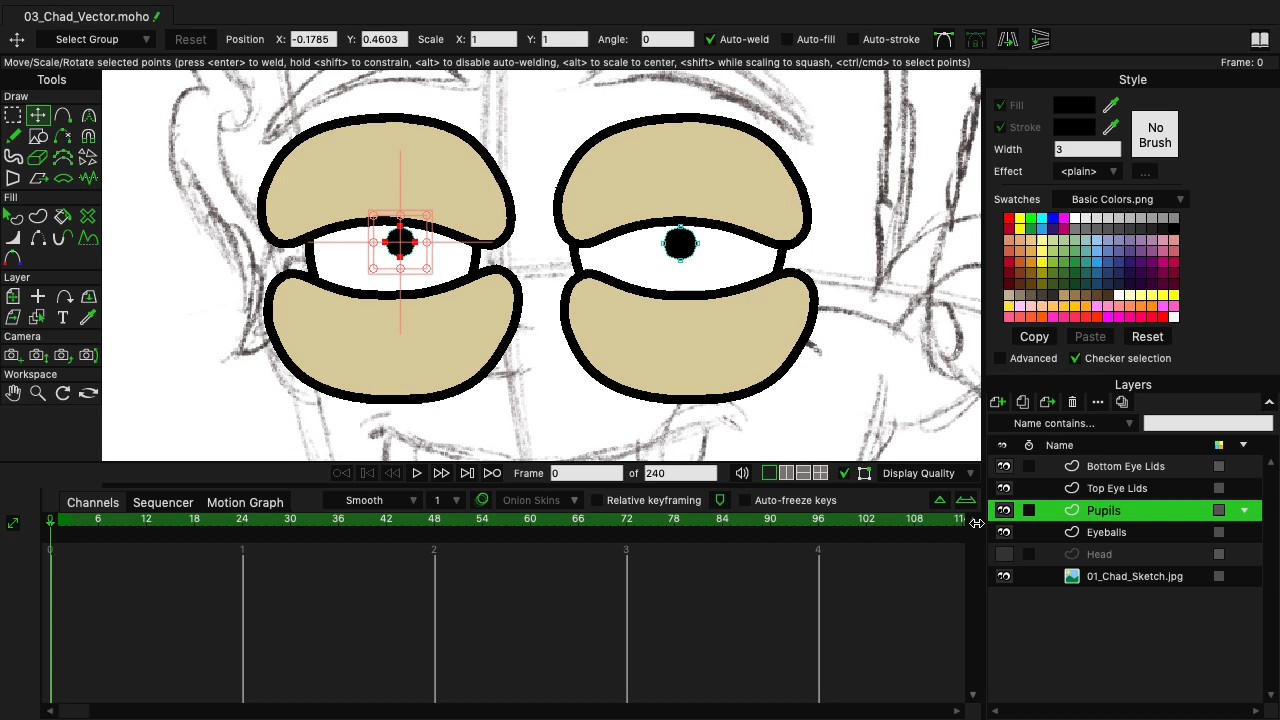 03_Chad_Vector.moho
Select Group Reset Position X: -0.1785 Y: 0.4603 Scale X: 1 Y: 1 Angle: 0 Auto-weld Auto-fill Auto-stroke
Move/Scale/Rotate selected points (press <enter> to weld, hold <shift> to constrain, <alt> to disable auto-welding, <alt> to scale to center, <shift> while scaling to squash, <ctrl/cmd> to select points) Frame: 0
Tools
Draw
Fill
Layer
Camera
Workspace
Style
Fill
Stroke
No
Brush
Width 3
Effect <plain> ...
Swatches Basic Colors.png
Copy Paste Reset
Advanced Checker selection
Layers
Name contains...
Name
Bottom Eye Lids
Top Eye Lids
Pupils
Eyeballs
Head
01_Chad_Sketch.jpg
Frame 0 of 240 Display Quality
Channels Sequencer Motion Graph Smooth 1 Onion Skins Relative keyframing Auto-freeze keys
0 6 12 18 24 30 36 42 48 54 60 66 72 78 84 90 96 102 108 11
0 1 2 3 4